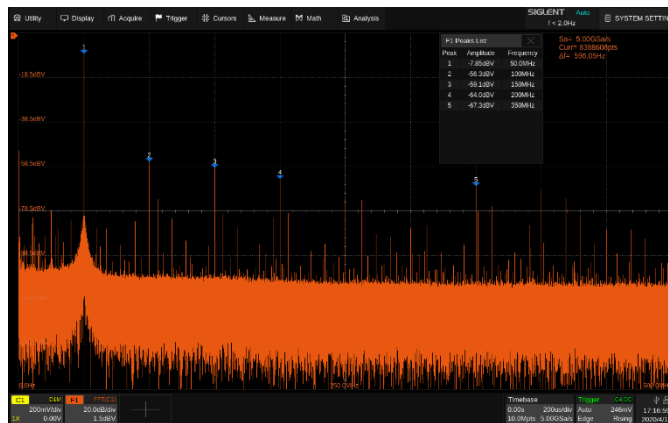 Utility Display Acquire Trigger Cursors Measure Math Analysis SIGLENT Auto f < 2.0Hz SYSTEM SETTIN
F1 Peaks List
Peak Amplitude Frequency
1 -7.85dBV 50.0MHz
2 -56.3dBV 100MHz
3 -59.1dBV 150MHz
4 -64.0dBV 200MHz
5 -67.3dBV 350MHz
Sa= 5.00GSa/s
Curr= 8388608pts
Δf= 596.05Hz
1
-18.5dBV
-38.5dBV
-58.5dBV
2
3
4
5
-78.5dBV
0.0Hz
250.0MHz
C1 DC1M
200mV/div
1X 0.00V
F1 FFT(C1)
20.0dB/div
1.5dBV
Timebase
0.00s 200us/div
10.0Mpts 5.00GSa/s
Trigger C4 DC
Auto 246mV
Edge Rising